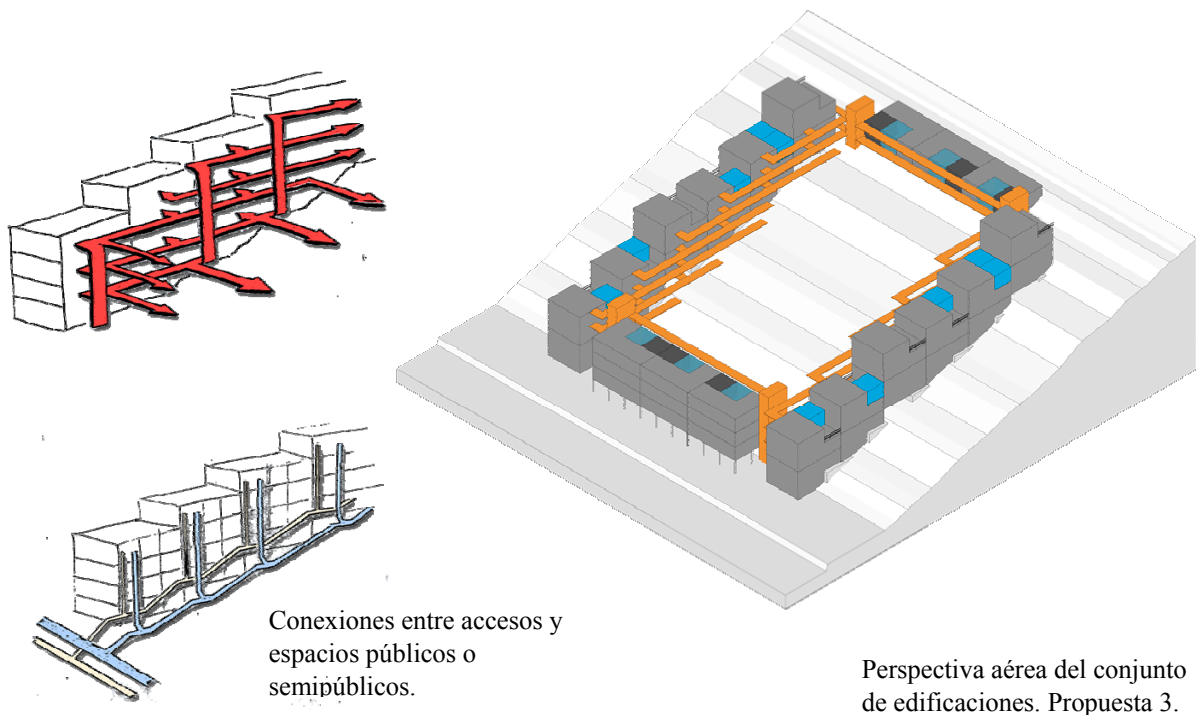 Conexiones entre accesos y
espacios públicos o
semipúblicos.
Perspectiva aérea del conjunto
de edificaciones. Propuesta 3.